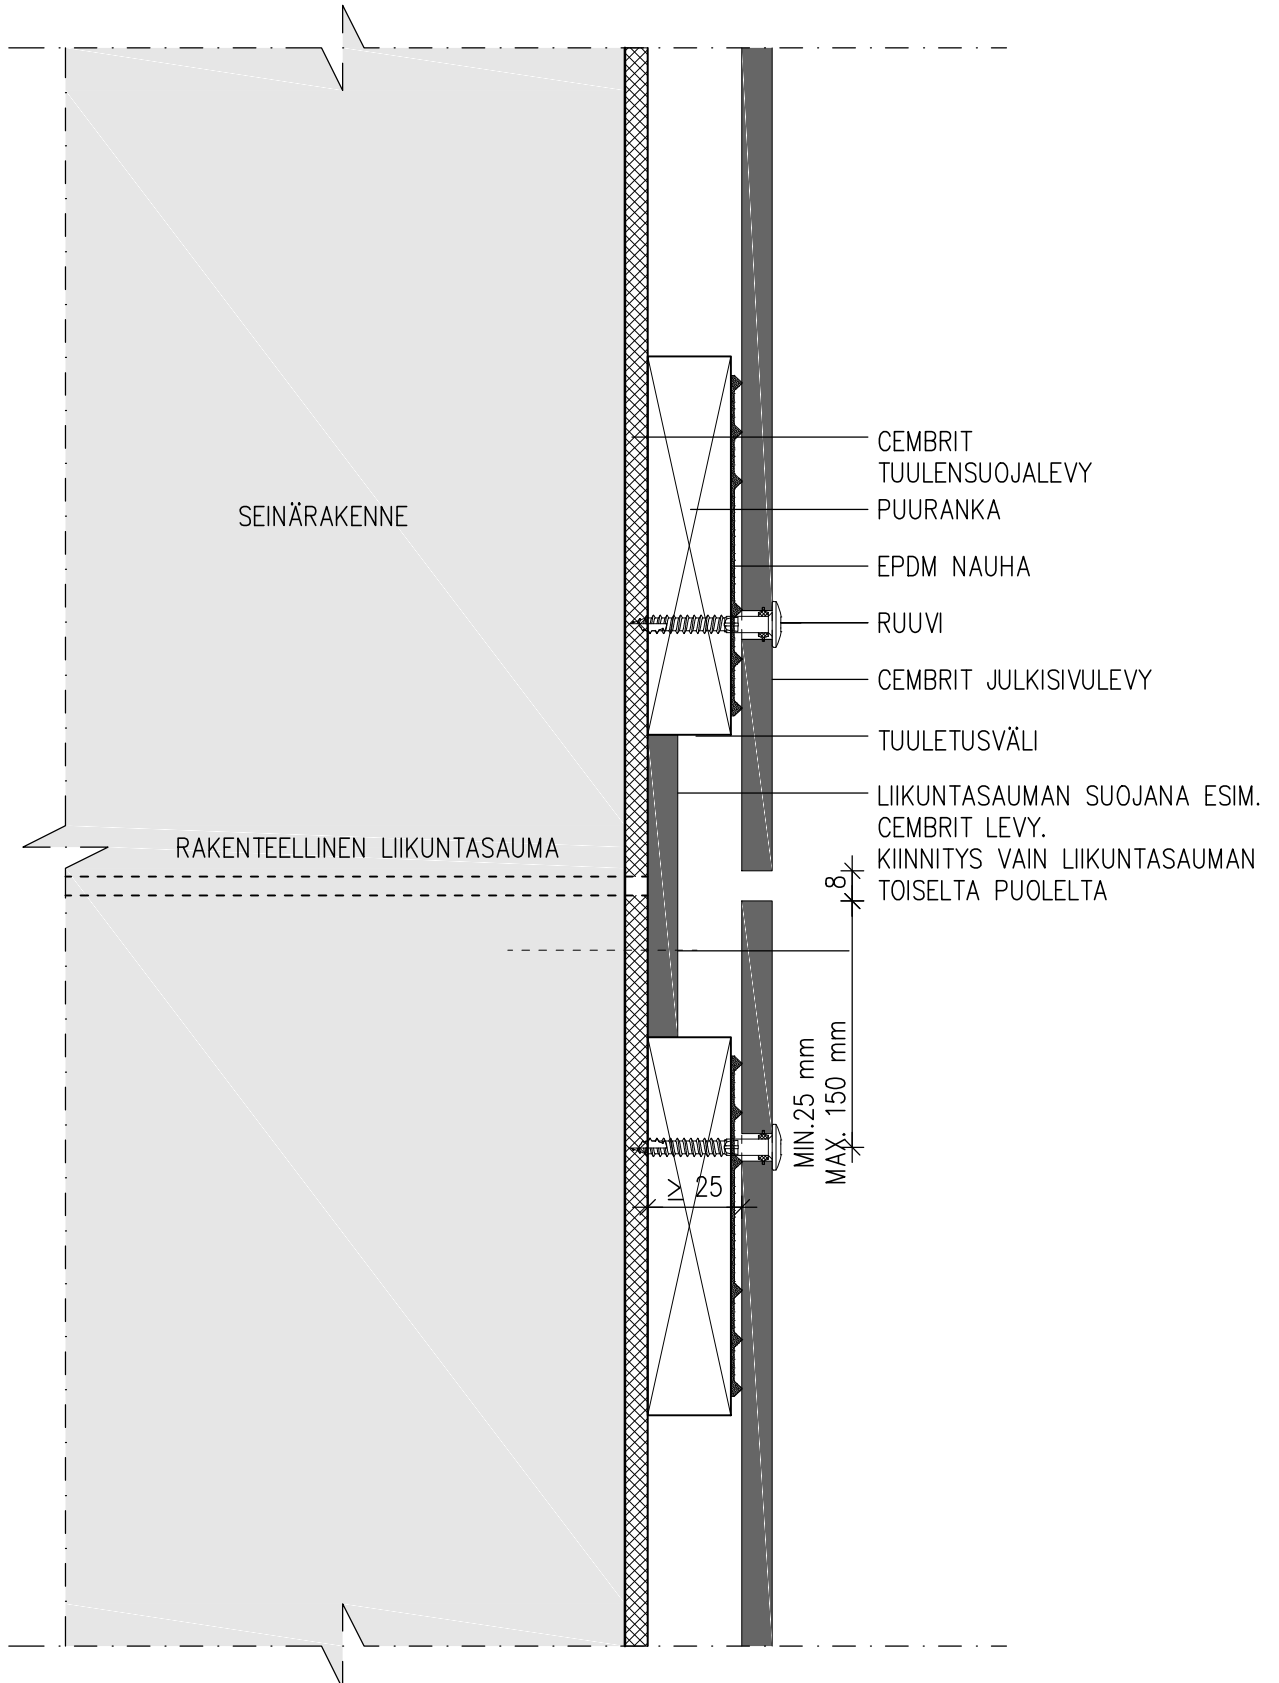 CEMBRIT
TUULENSUOJALEVY
PUURANKA
SEINÄRAKENNE
EPDM NAUHA
RUUVI
CEMBRIT JULKISIVULEVY
TUULETUSVÄLI
LIIKUNTASAUMAN SUOJANA ESIM.
CEMBRIT LEVY.
KIINNITYS VAIN LIIKUNTASAUMAN
TOISELTA PUOLELTA
RAKENTEELLINEN LIIKUNTASAUMA
8
MIN.25 mm
MAX. 150 mm
≥ 25